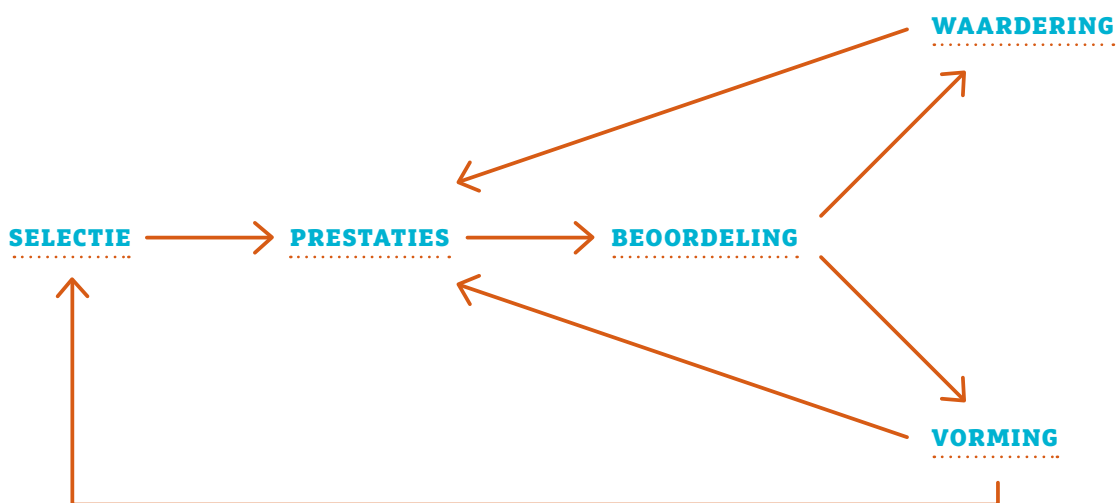 WAARDERING
SELECTIE
PRESTATIES
BEOORDELING
VORMING